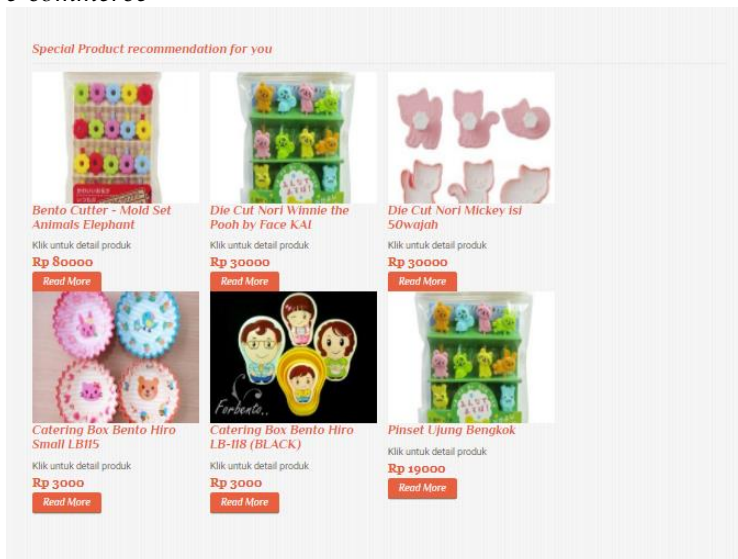 e-commerce
Special Product recommendation for you
Bento Cutter - Mold Set
Animals Elephant
Klik untuk detail produk
Rp 80000
Read More
Die Cut Nori Winnie the
Pooh by Face KAI
Klik untuk detail produk
Rp 30000
Read More
Die Cut Nori Mickey isi
50wajah
Klik untuk detail produk
Rp 30000
Read More
Catering Box Bento Hiro
Small LB115
Klik untuk detail produk
Rp 3000
Read More
Forbento..
Catering Box Bento Hiro
LB-118 (BLACK)
Klik untuk detail produk
Rp 3000
Read More
Pinset Ujung Bengkok
Klik untuk detail produk
Rp 19000
Read More